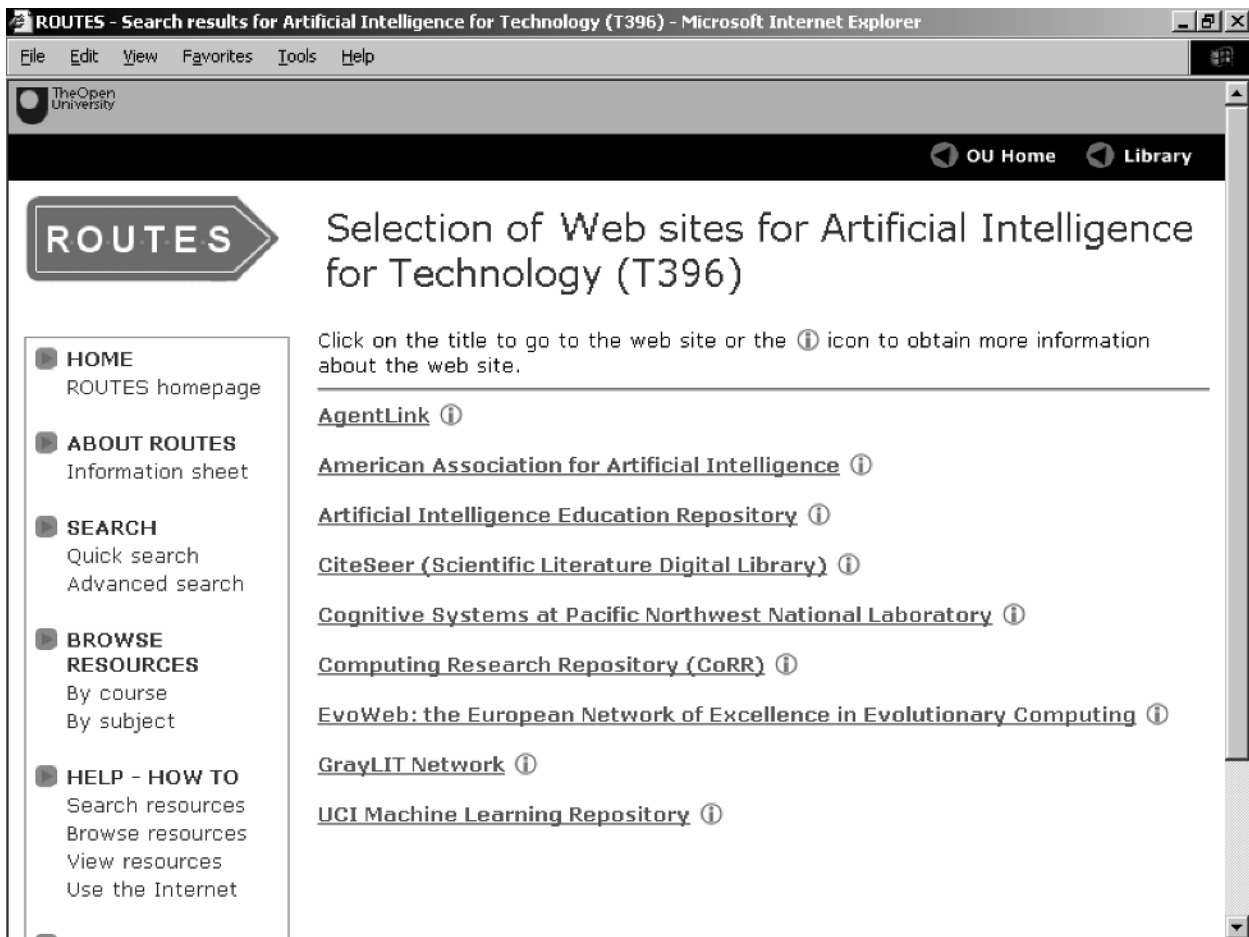 ROUTES - Search results for Artificial Intelligence for Technology (T396) - Microsoft Internet Explorer
File Edit View Favorites Tools Help
The Open
University
OU Home Library
ROUTES
Selection of Web sites for Artificial Intelligence
for Technology (T396)
Click on the title to go to the web site or the i icon to obtain more information
about the web site.
HOME
ROUTES homepage
ABOUT ROUTES
Information sheet
SEARCH
Quick search
Advanced search
BROWSE
RESOURCES
By course
By subject
HELP - HOW TO
Search resources
Browse resources
View resources
Use the Internet
AgentLink i
American Association for Artificial Intelligence i
Artificial Intelligence Education Repository i
CiteSeer (Scientific Literature Digital Library) i
Cognitive Systems at Pacific Northwest National Laboratory i
Computing Research Repository (CoRR) i
EvoWeb: the European Network of Excellence in Evolutionary Computing i
GrayLIT Network i
UCI Machine Learning Repository i